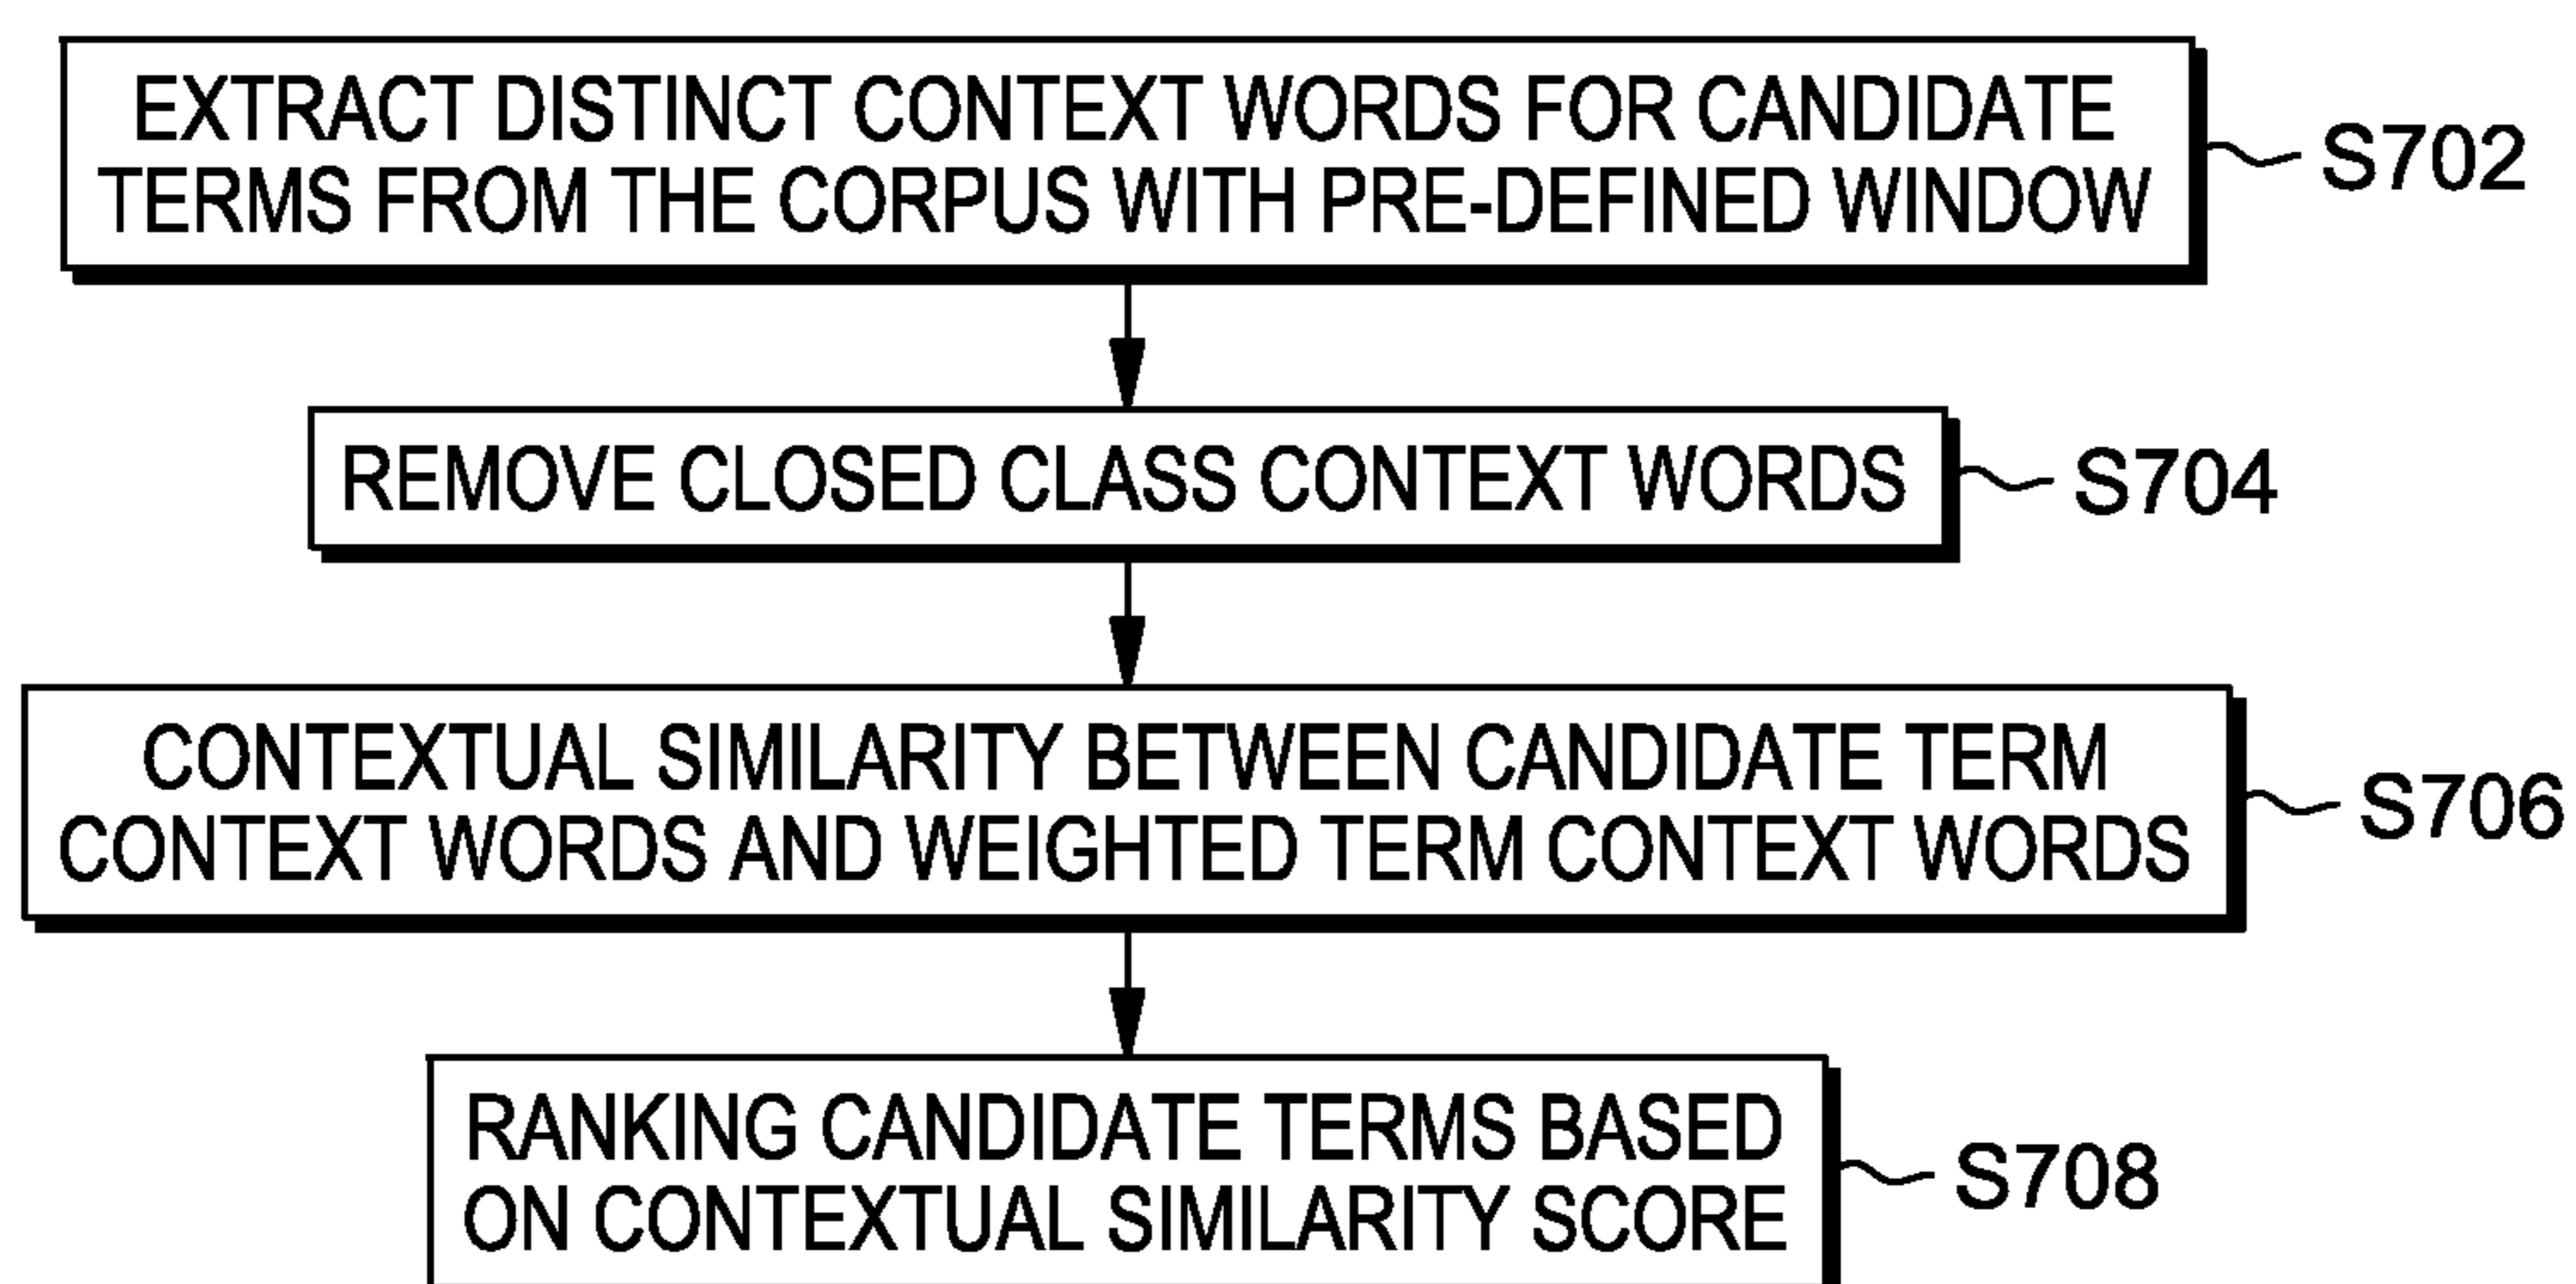 EXTRACT DISTINCT CONTEXT WORDS FOR CANDIDATE
TERMS FROM THE CORPUS WITH PRE-DEFINED WINDOW
S702
REMOVE CLOSED CLASS CONTEXT WORDS
S704
CONTEXTUAL SIMILARITY BETWEEN CANDIDATE TERM
CONTEXT WORDS AND WEIGHTED TERM CONTEXT WORDS
S706
RANKING CANDIDATE TERMS BASED
ON CONTEXTUAL SIMILARITY SCORE
S708